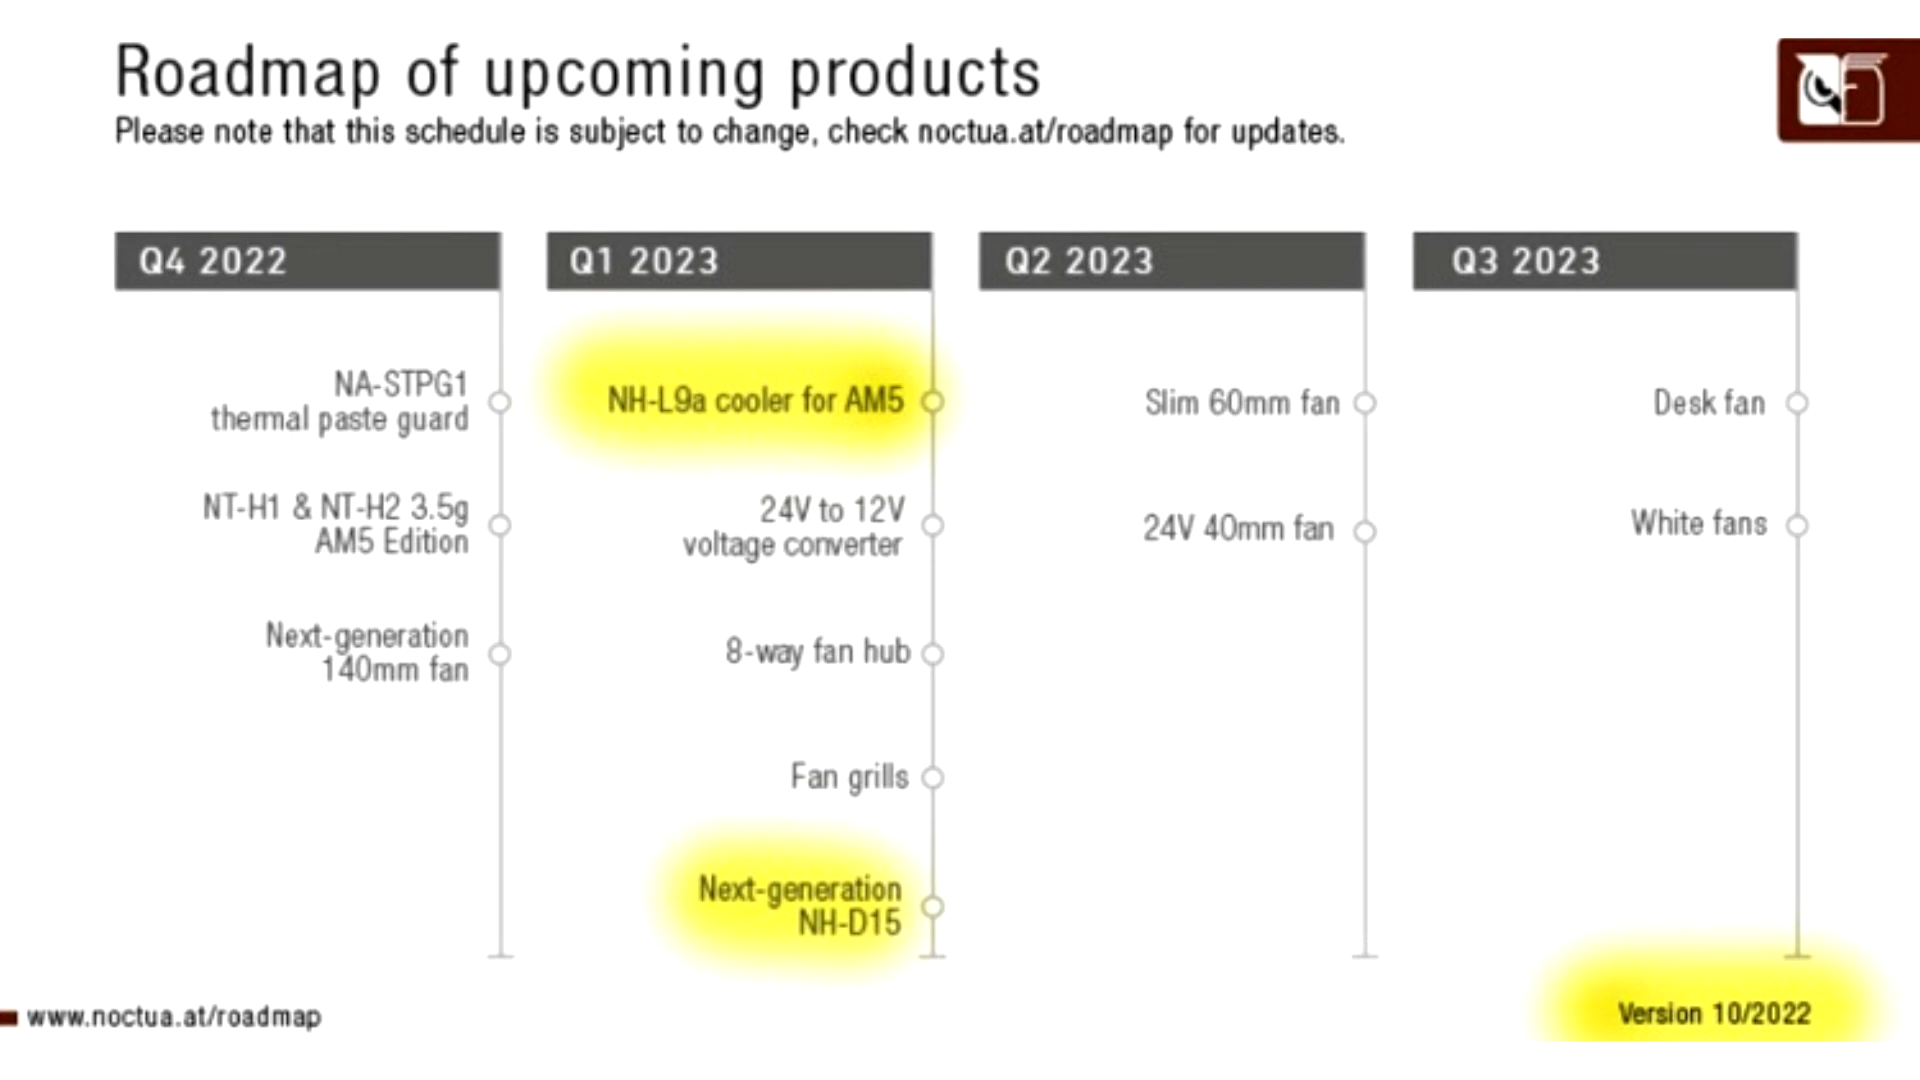 Roadmap of upcoming products
Please note that this schedule is subject to change, check noctua.at/roadmap for updates.
Q4 2022
NA-STPG1
thermal paste guard
NT-H1 & NT-H2 3.5g
AM5 Edition
Next-generation
140mm fan
Q1 2023
NH-L9a cooler for AM5
24V to 12V
voltage converter
8-way fan hub
Fan grills
Next-generation
NH-D15
Q2 2023
Slim 60mm fan
24V 40mm fan
Q3 2023
Desk fan
White fans
www.noctua.at/roadmap
Version 10/2022